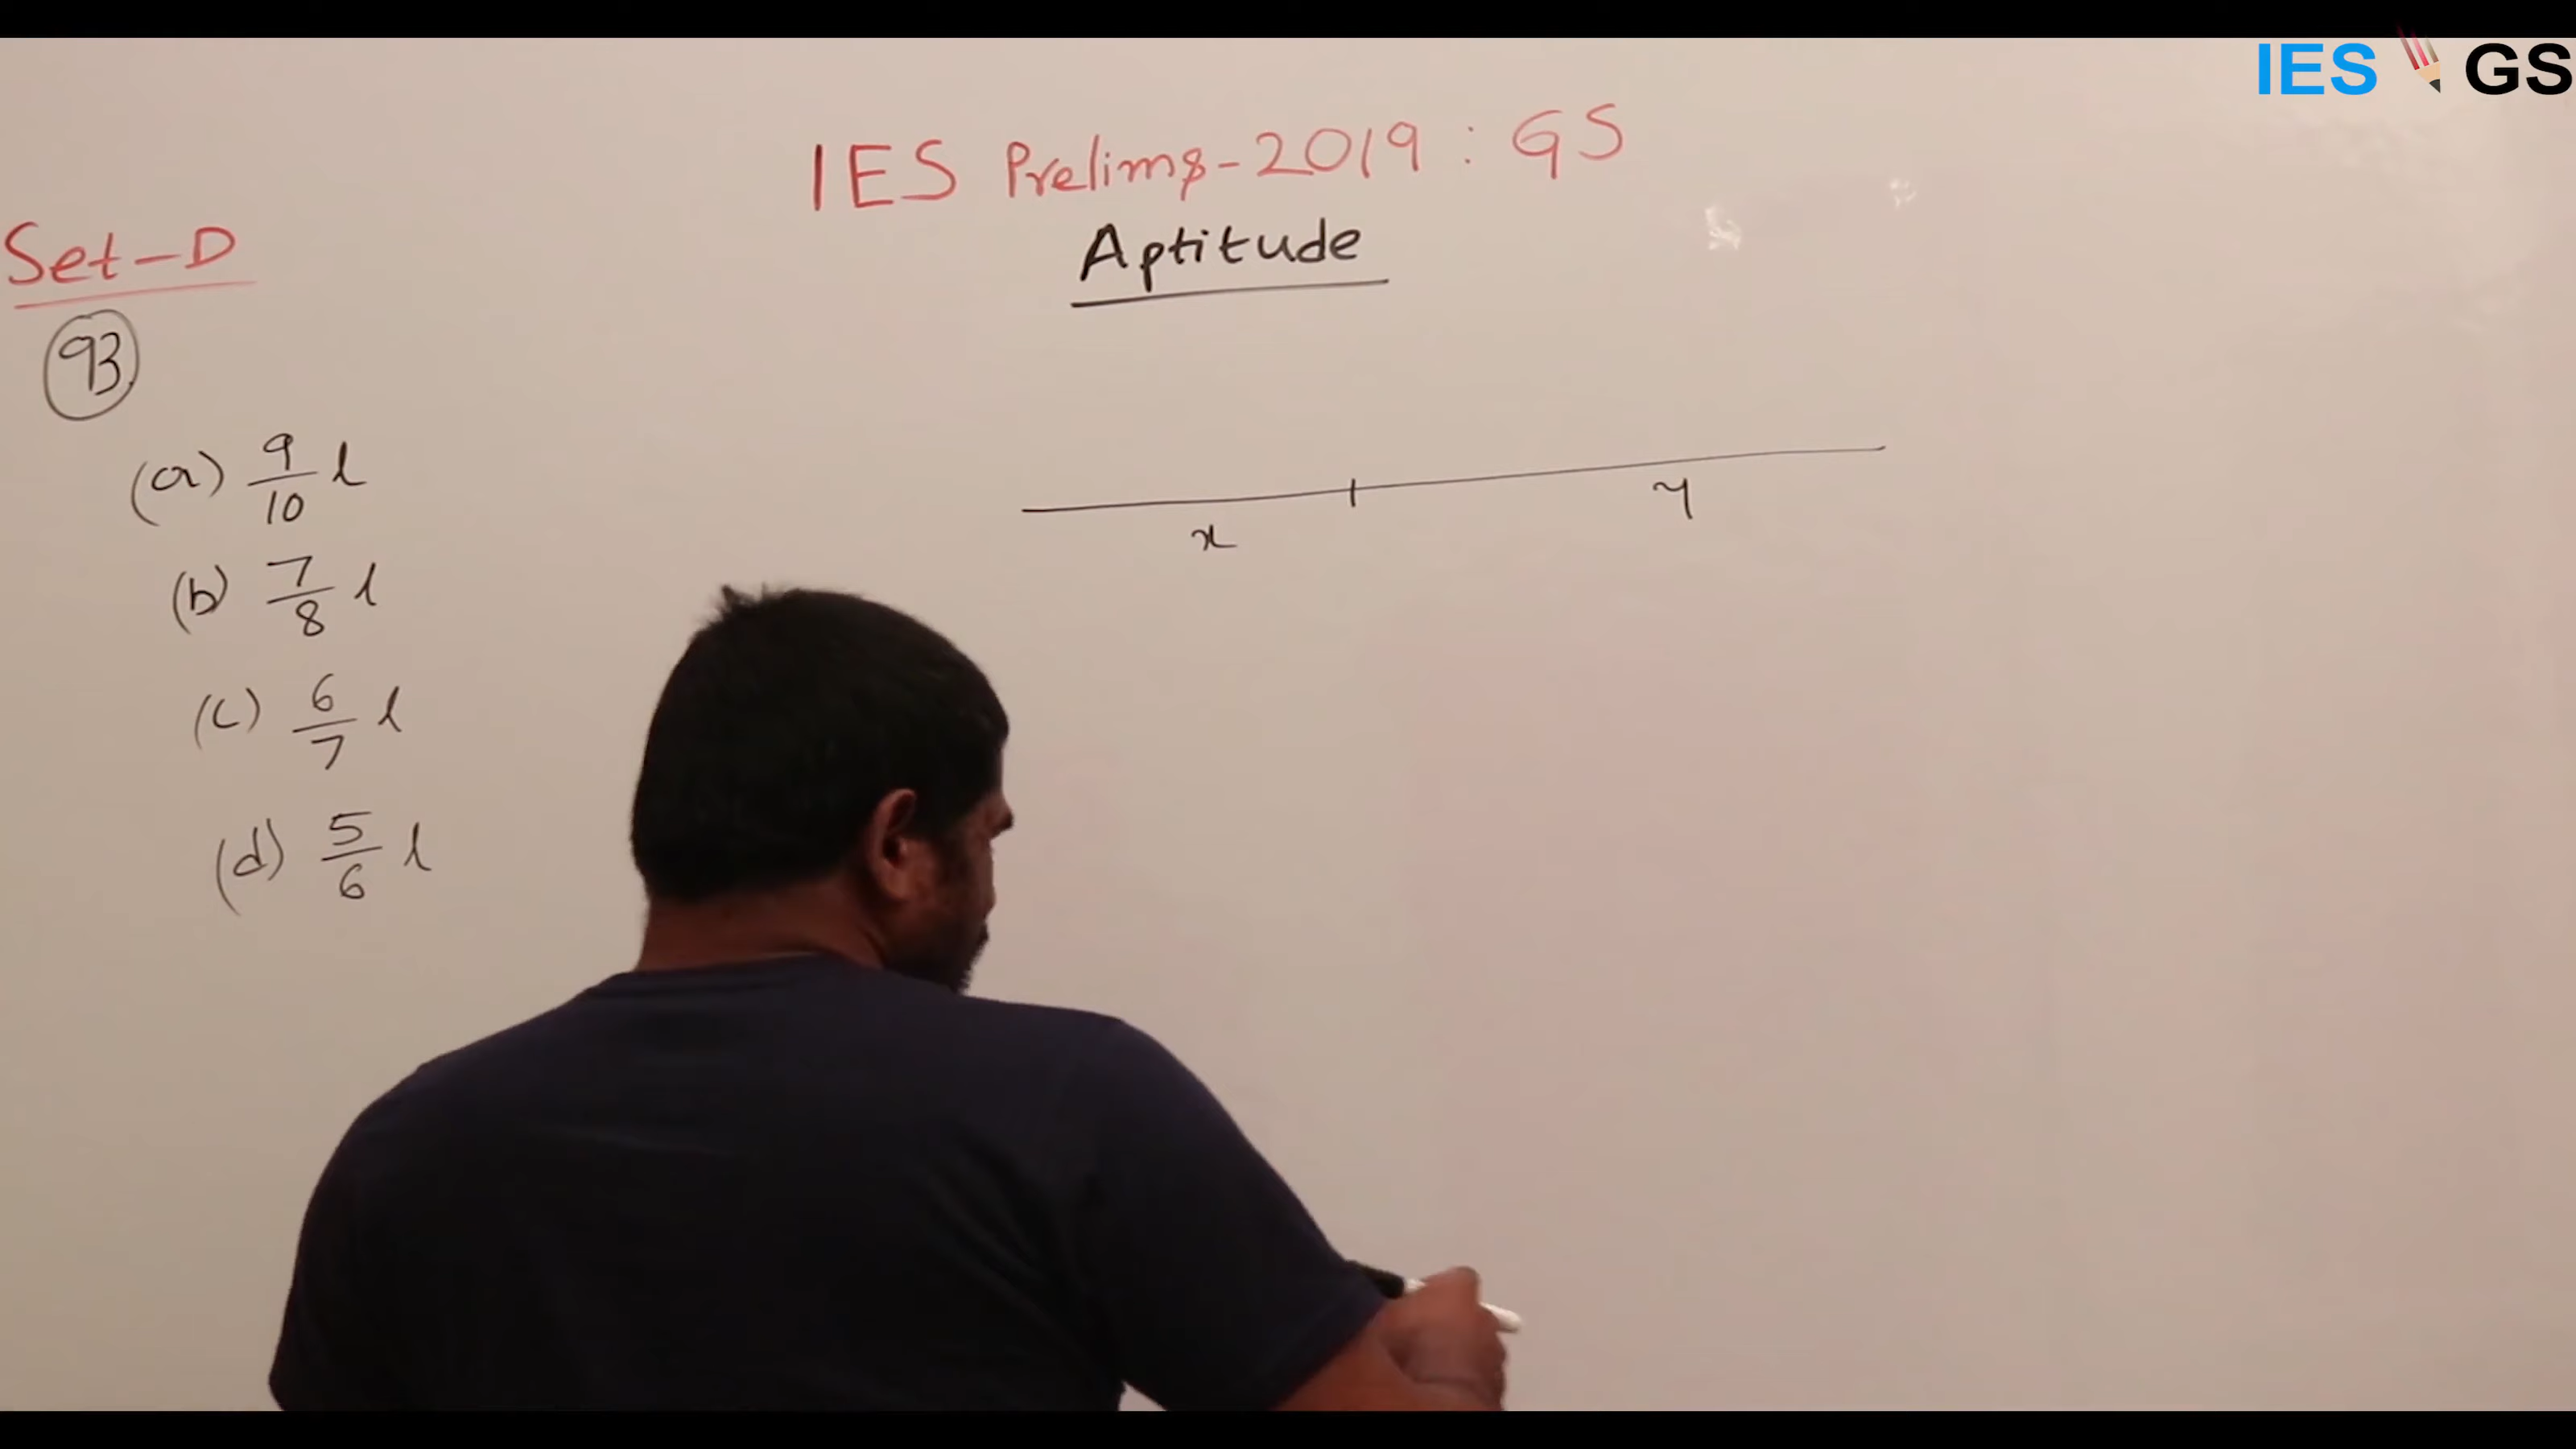 IES GS
IES Prelims-2019 : GS
Aptitude
Set-D
93.
(a) 9/10 l
(b) 7/8 l
(c) 6/7 l
(d) 5/6 l
x
y